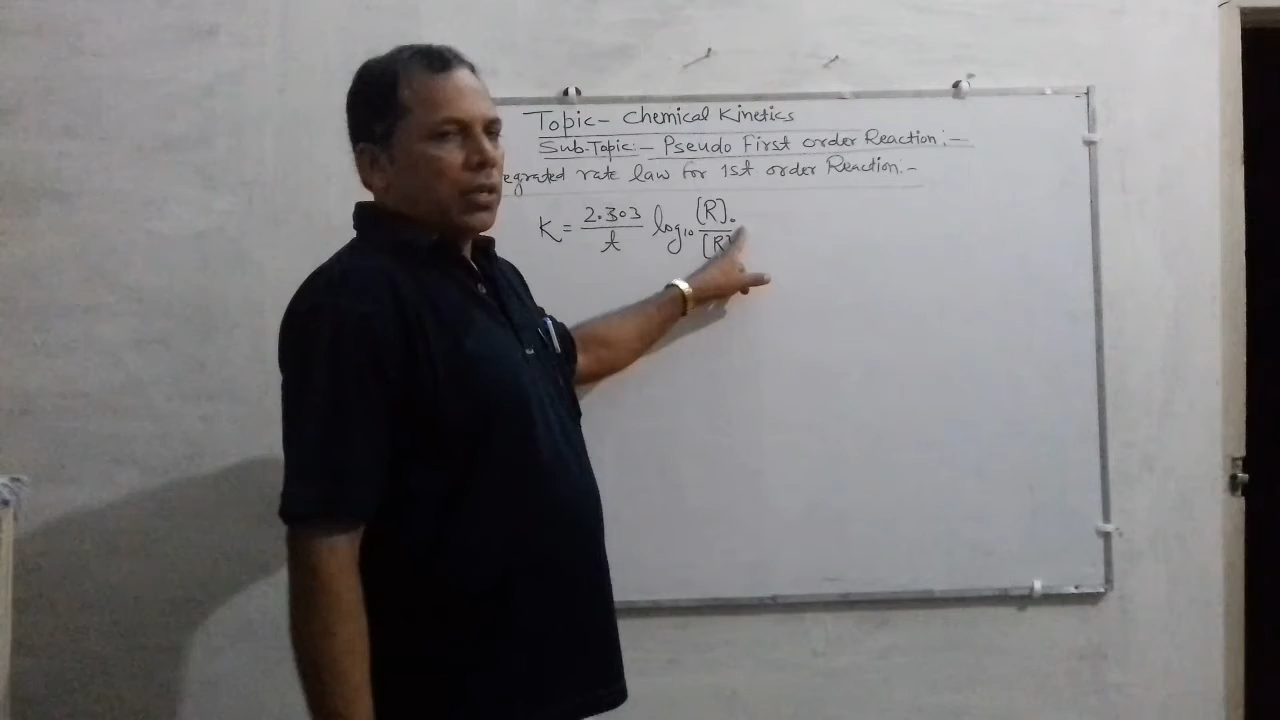 Topic- Chemical Kinetics
Sub-Topic:- Pseudo First order Reaction:-
rate law for 1st order Reaction:-
K = 2.303/t log₁₀ [R]₀/[R]